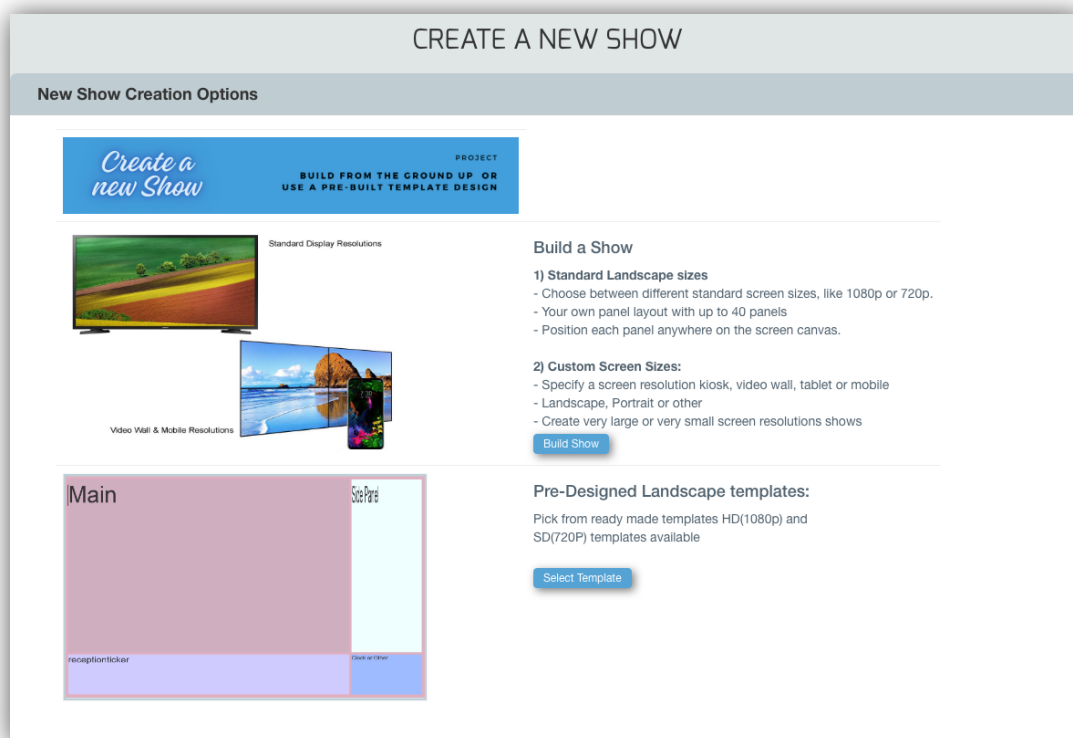 CREATE A NEW SHOW
New Show Creation Options
Create a
new Show
PROJECT
BUILD FROM THE GROUND UP OR
USE A PRE-BUILT TEMPLATE DESIGN
Standard Display Resolutions
Video Wall & Mobile Resolutions
Build a Show
1) Standard Landscape sizes
- Choose between different standard screen sizes, like 1080p or 720p.
- Your own panel layout with up to 40 panels
- Position each panel anywhere on the screen canvas.
2) Custom Screen Sizes:
- Specify a screen resolution kiosk, video wall, tablet or mobile
- Landscape, Portrait or other
- Create very large or very small screen resolutions shows
Build Show
Main
Side Panel
receptionticker
Clock or Other
Pre-Designed Landscape templates:
Pick from ready made templates HD(1080p) and
SD(720P) templates available
Select Template